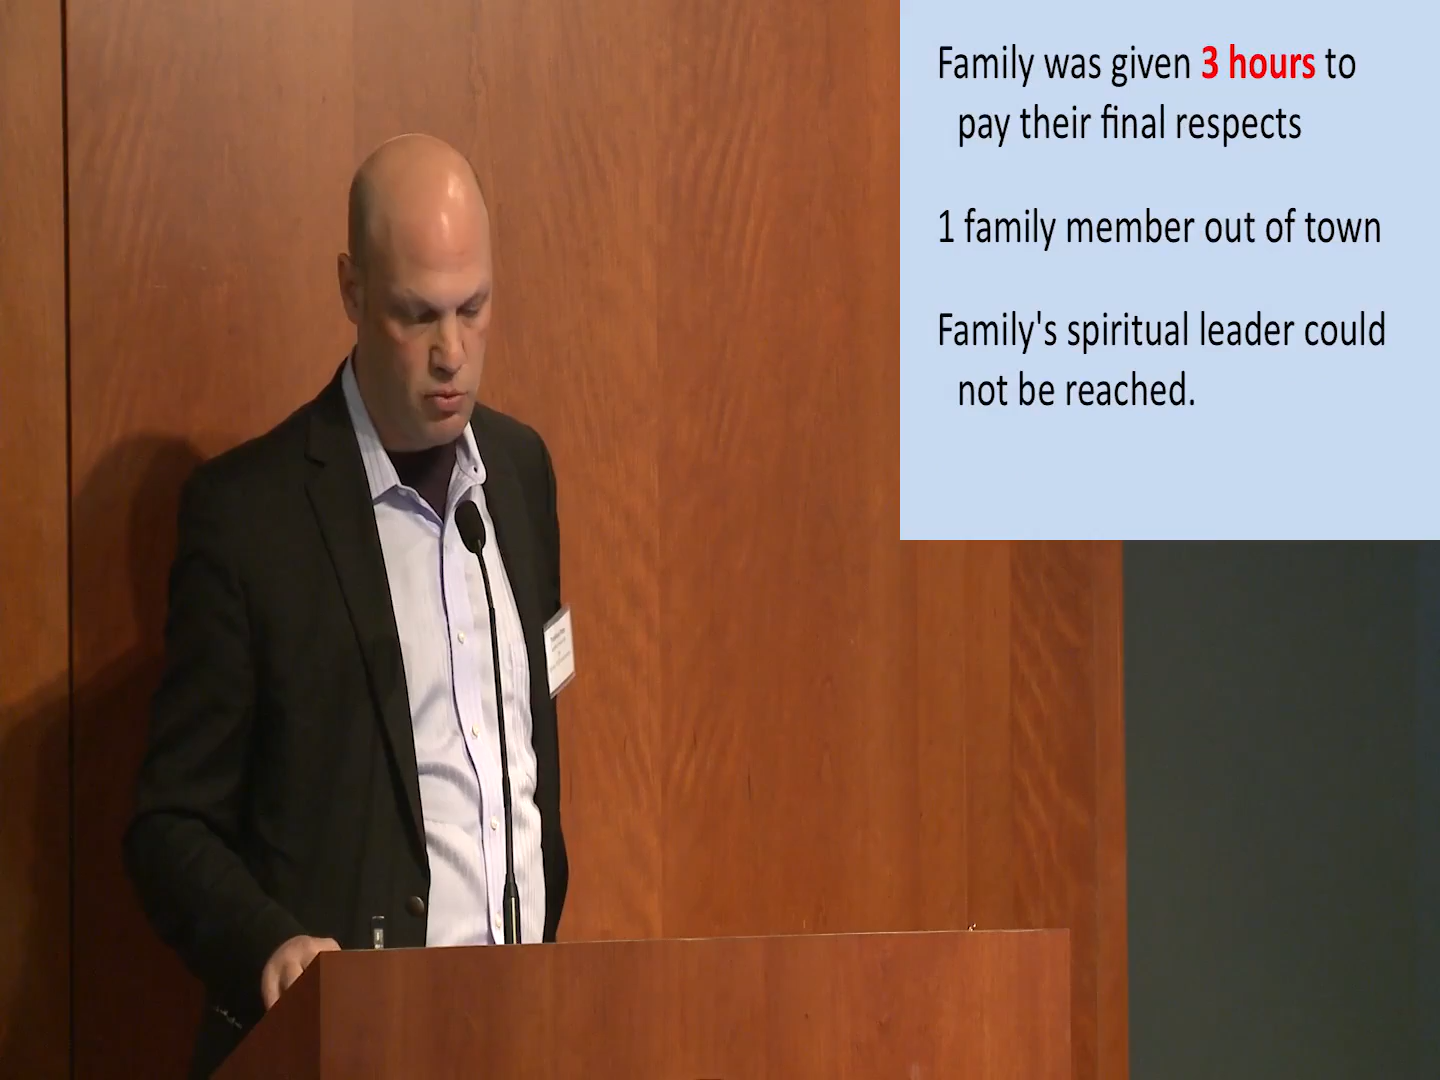 Family was given 3 hours to
pay their final respects
1 family member out of town
Family's spiritual leader could
not be reached.